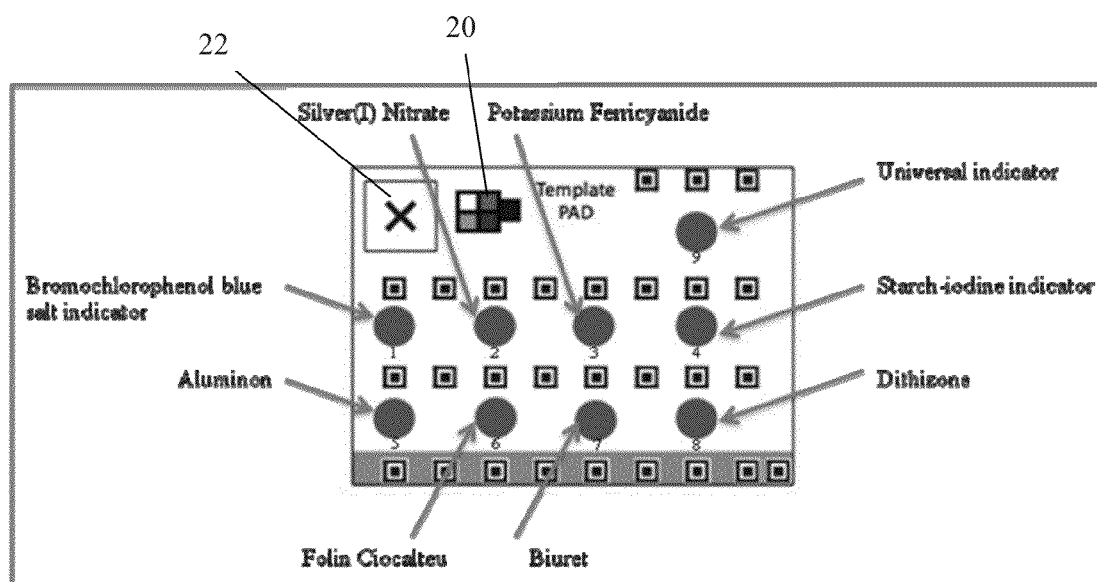 22
20
Silver(I) Nitrate
Potassium Ferricyanide
Universal indicator
Template
PAD
9
Bromochlorophenol blue
salt indicator
Starch-iodine indicator
1
2
3
4
Aluminon
Dithizone
5
6
7
8
Folin Ciocalteu
Biuret